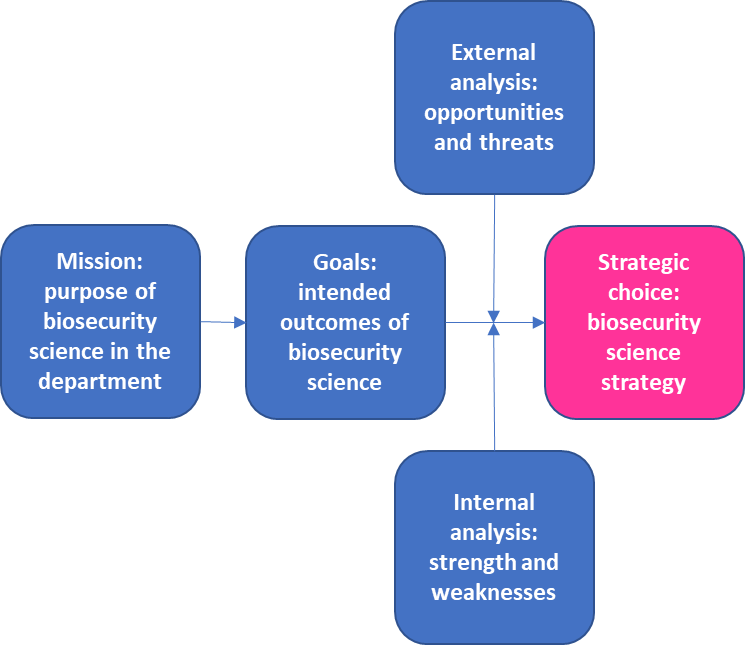 External
analysis:
opportunities
and threats
Mission:
purpose of
biosecurity
science in the
department
Goals:
intended
outcomes of
biosecurity
science
Strategic
choice:
biosecurity
science
strategy
Internal
analysis:
strength and
weaknesses